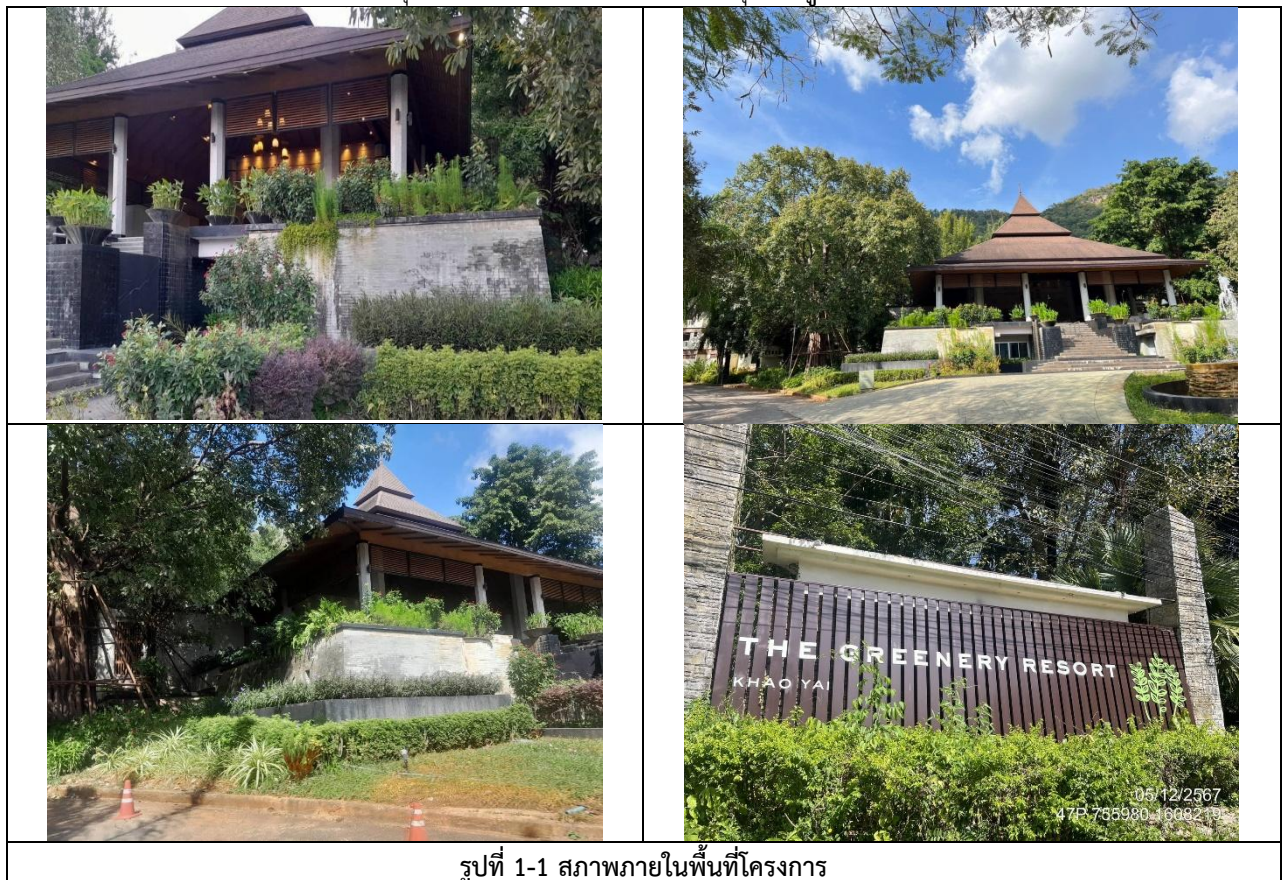 THE GREENERY RESORT
KHAO YAI
05/12/2567
47P 755980 1608219
รูปที่ 1-1 สภาพภายในพื้นที่โครงการ